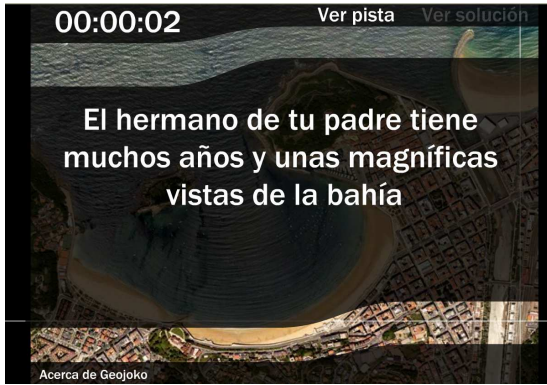 00:00:02
Ver pista
Ver solución
El hermano de tu padre tiene
muchos años y unas magníficas
vistas de la bahía
Acerca de Geojoko